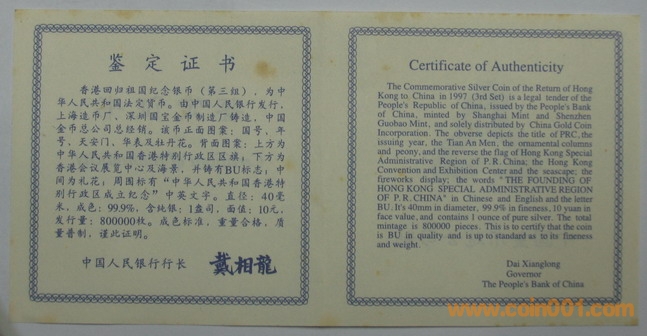 鉴定证书
香港回归祖国纪念银币（第三组），为中
华人民共和国法定货币。由中国人民银行发行，
上海造币厂、深圳国宝金币制造厂铸造，中国
金币总公司总经销。该币正面图案：国号，年
号、天安门、华表及牡丹花。背面图案：上方为
中华人民共和国香港特别行政区区旗；下方为
香港会议展览中心及海景，并铸有BU标志；中
间为礼花；周围标有“中华人民共和国香港特
别行政区成立纪念”中英文字。直径：40毫
米，成色：99.9%，含纯银：1盎司，面值：10元，
发行量：800000枚。成色标准，重量合格，质
量普制，谨此证明。
中国人民银行行长 戴相龍
Certificate of Authenticity
The Commemorative Silver Coin of the Return of Hong
Kong to China in 1997 (3rd Set) is a legal tender of the
People's Republic of China, issued by the People's Bank
of China, minted by Shanghai Mint and Shenzhen
Guobao Mint, and solely distributed by China Gold Coin
Incorporation. The obverse depicts the title of PRC, the
issuing year, the Tian An Men. the ornamental columns
and peony, and the reverse the flag of Hong Kong Special
Administrative Region of P.R. China; the Hong Kong
Convention and Exhibition Center and the seascape; the
fireworks display; the words "THE FOUNDING OF
HONG KONG SPECIAL ADMINISTRATIVE REGION
OF P.R. CHINA" in Chinese and English and the letter
BU. It's 40mm in diameter, 99.9% in fineness, 10 yuan in
face value, and contains 1 ounce of pure silver. The total
mintage is 800000 pieces. This is to certify that the coin
is BU in quality and is up to standard as to its fineness
and weight.
Dai Xianglong
Governor
The People's Bank of China
www.coin001.com